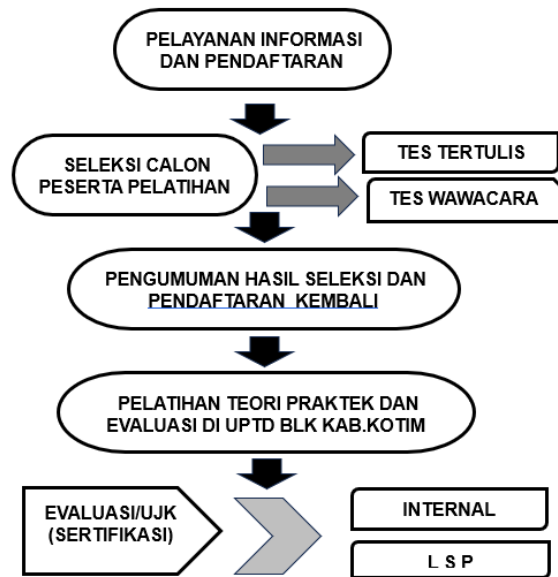 PELAYANAN INFORMASI
DAN PENDAFTARAN
SELEKSI CALON
PESERTA PELATIHAN
TES TERTULIS
TES WAWACARA
PENGUMUMAN HASIL SELEKSI DAN
PENDAFTARAN KEMBALI
PELATIHAN TEORI PRAKTEK DAN
EVALUASI DI UPTD BLK KAB.KOTIM
EVALUASI/UJK
(SERTIFIKASI)
INTERNAL
L S P